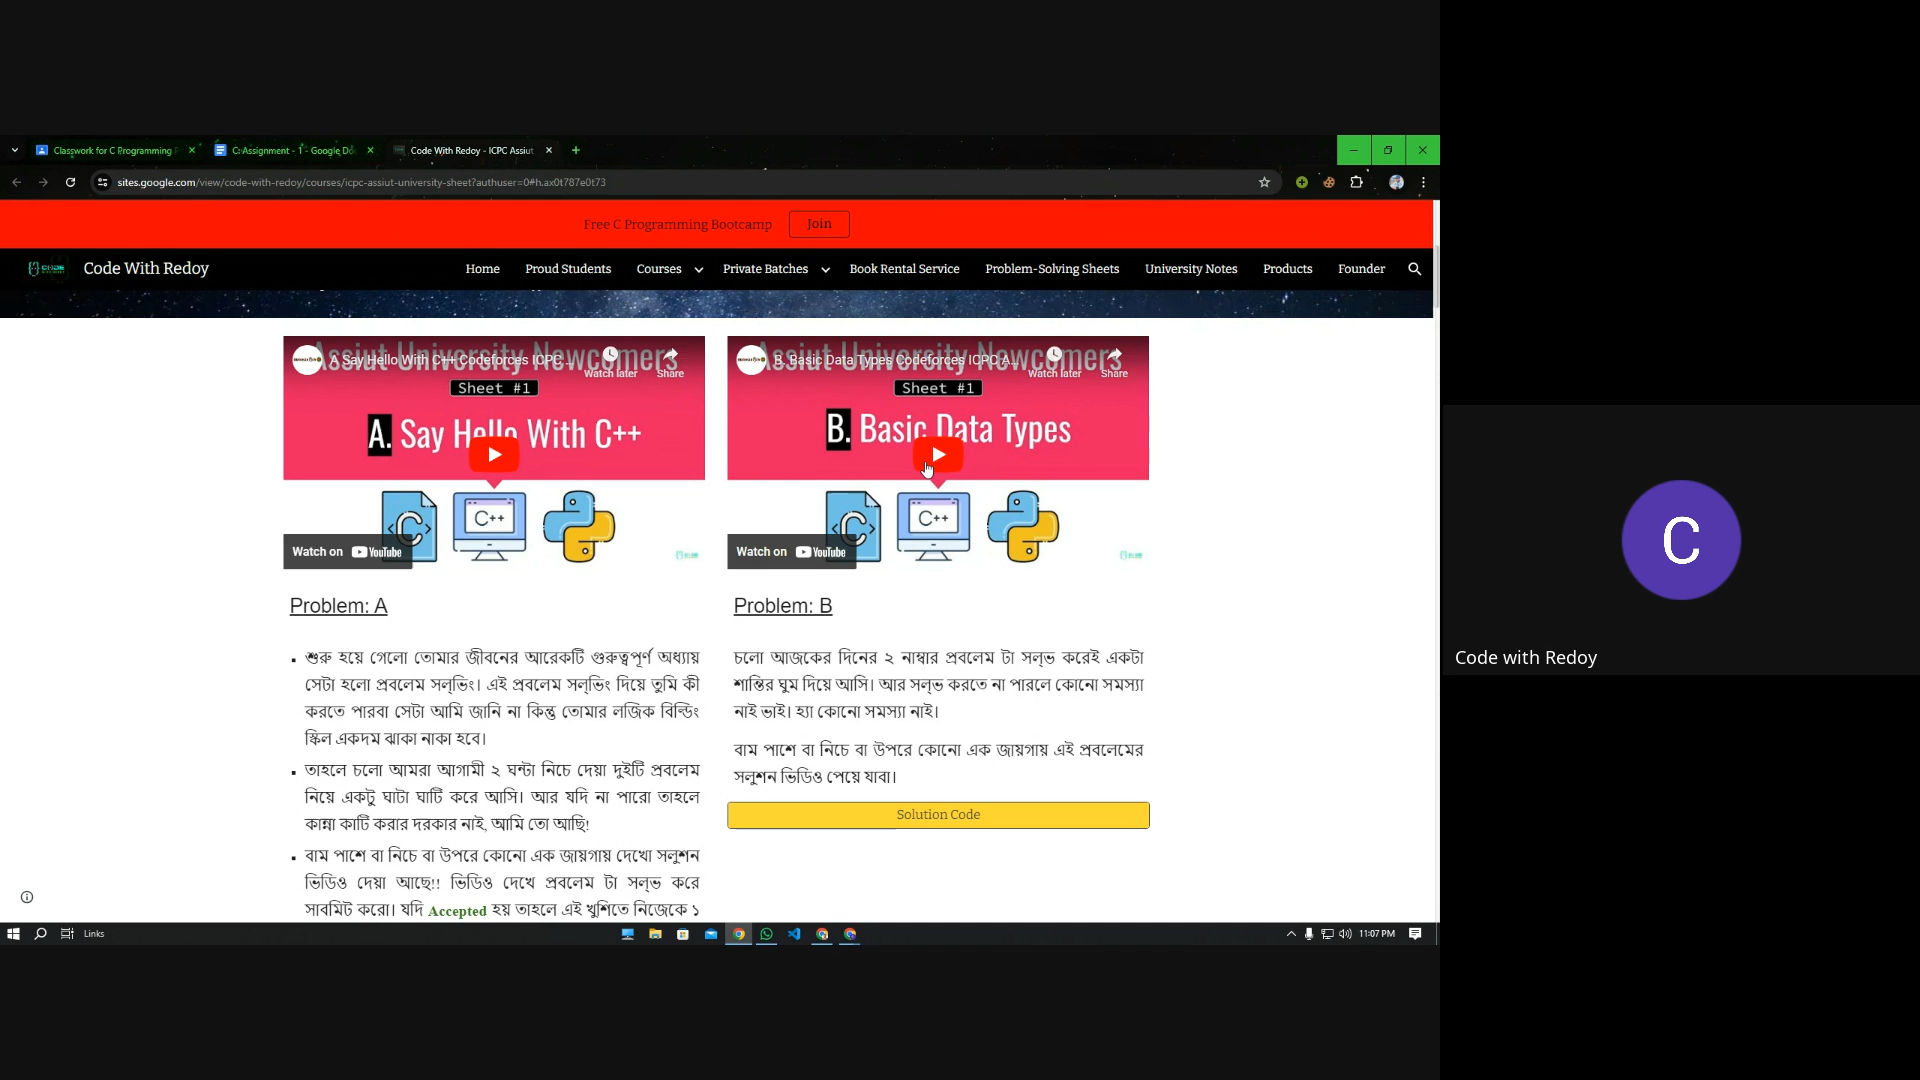 Classwork for C Programming
C: Assignment - 1 - Google Do
Code With Redoy - ICPC Assiut
sites.google.com/view/code-with-redoy/courses/icpc-assiut-university-sheet?authuser=0#h.ax0t787e0t73
Free C Programming Bootcamp Join
Code With Redoy
Home Proud Students Courses Private Batches Book Rental Service Problem-Solving Sheets University Notes Products Founder
Assiut University Newcomers
A Say Hello With C++ Codeforces ICPC ...
Watch later Share
Sheet #1
A. Say Hello With C++
C C++
Watch on YouTube
Assiut University Newcomers
B. Basic Data Types Codeforces ICPC A...
Watch later Share
Sheet #1
B. Basic Data Types
C C++
Watch on YouTube
Problem: A
শুরু হয়ে গেলো তোমার জীবনের আরেকটি গুরুত্বপূর্ণ অধ্যায়
সেটা হলো প্রবলেম সল্ভিং। এই প্রবলেম সল্ভিং দিয়ে তুমি কী
করতে পারবা সেটা আমি জানি না কিন্তু তোমার লজিক বিল্ডিং
স্কিল একদম ঝাকা নাকা হবে।
তাহলে চলো আমরা আগামী ২ ঘন্টা নিচে দেয়া দুইটি প্রবলেম
নিয়ে একটু ঘাটা ঘাটি করে আসি। আর যদি না পারো তাহলে
কান্না কাটি করার দরকার নাই, আমি তো আছি!
বাম পাশে বা নিচে বা উপরে কোনো এক জায়গায় দেখো সলুশন
ভিডিও দেয়া আছে!! ভিডিও দেখে প্রবলেম টা সল্ভ করে
সাবমিট করো। যদি Accepted হয় তাহলে এই খুশিতে নিজেকে ১
Problem: B
চলো আজকের দিনের ২ নাম্বার প্রবলেম টা সল্ভ করেই একটা
শান্তির ঘুম দিয়ে আসি। আর সল্ভ করতে না পারলে কোনো সমস্যা
নাই ভাই। হ্যা কোনো সমস্যা নাই।
বাম পাশে বা নিচে বা উপরে কোনো এক জায়গায় এই প্রবলেমের
সলুশন ভিডিও পেয়ে যাবা।
Solution Code
Links
11:07 PM
C
Code with Redoy